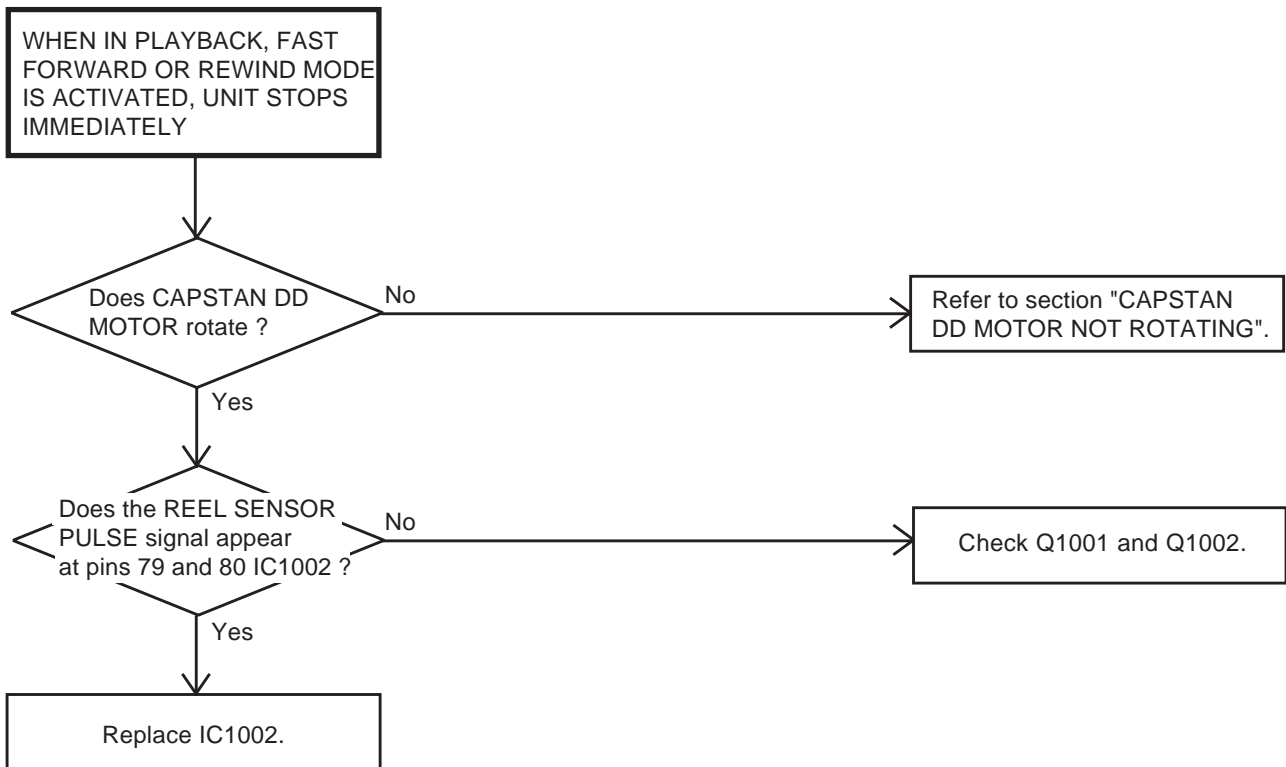 WHEN IN PLAYBACK, FAST
FORWARD OR REWIND MODE
IS ACTIVATED, UNIT STOPS
IMMEDIATELY
Does CAPSTAN DD
MOTOR rotate ?
No
Refer to section "CAPSTAN
DD MOTOR NOT ROTATING".
Yes
Does the REEL SENSOR
PULSE signal appear
at pins 79 and 80 IC1002 ?
No
Check Q1001 and Q1002.
Yes
Replace IC1002.